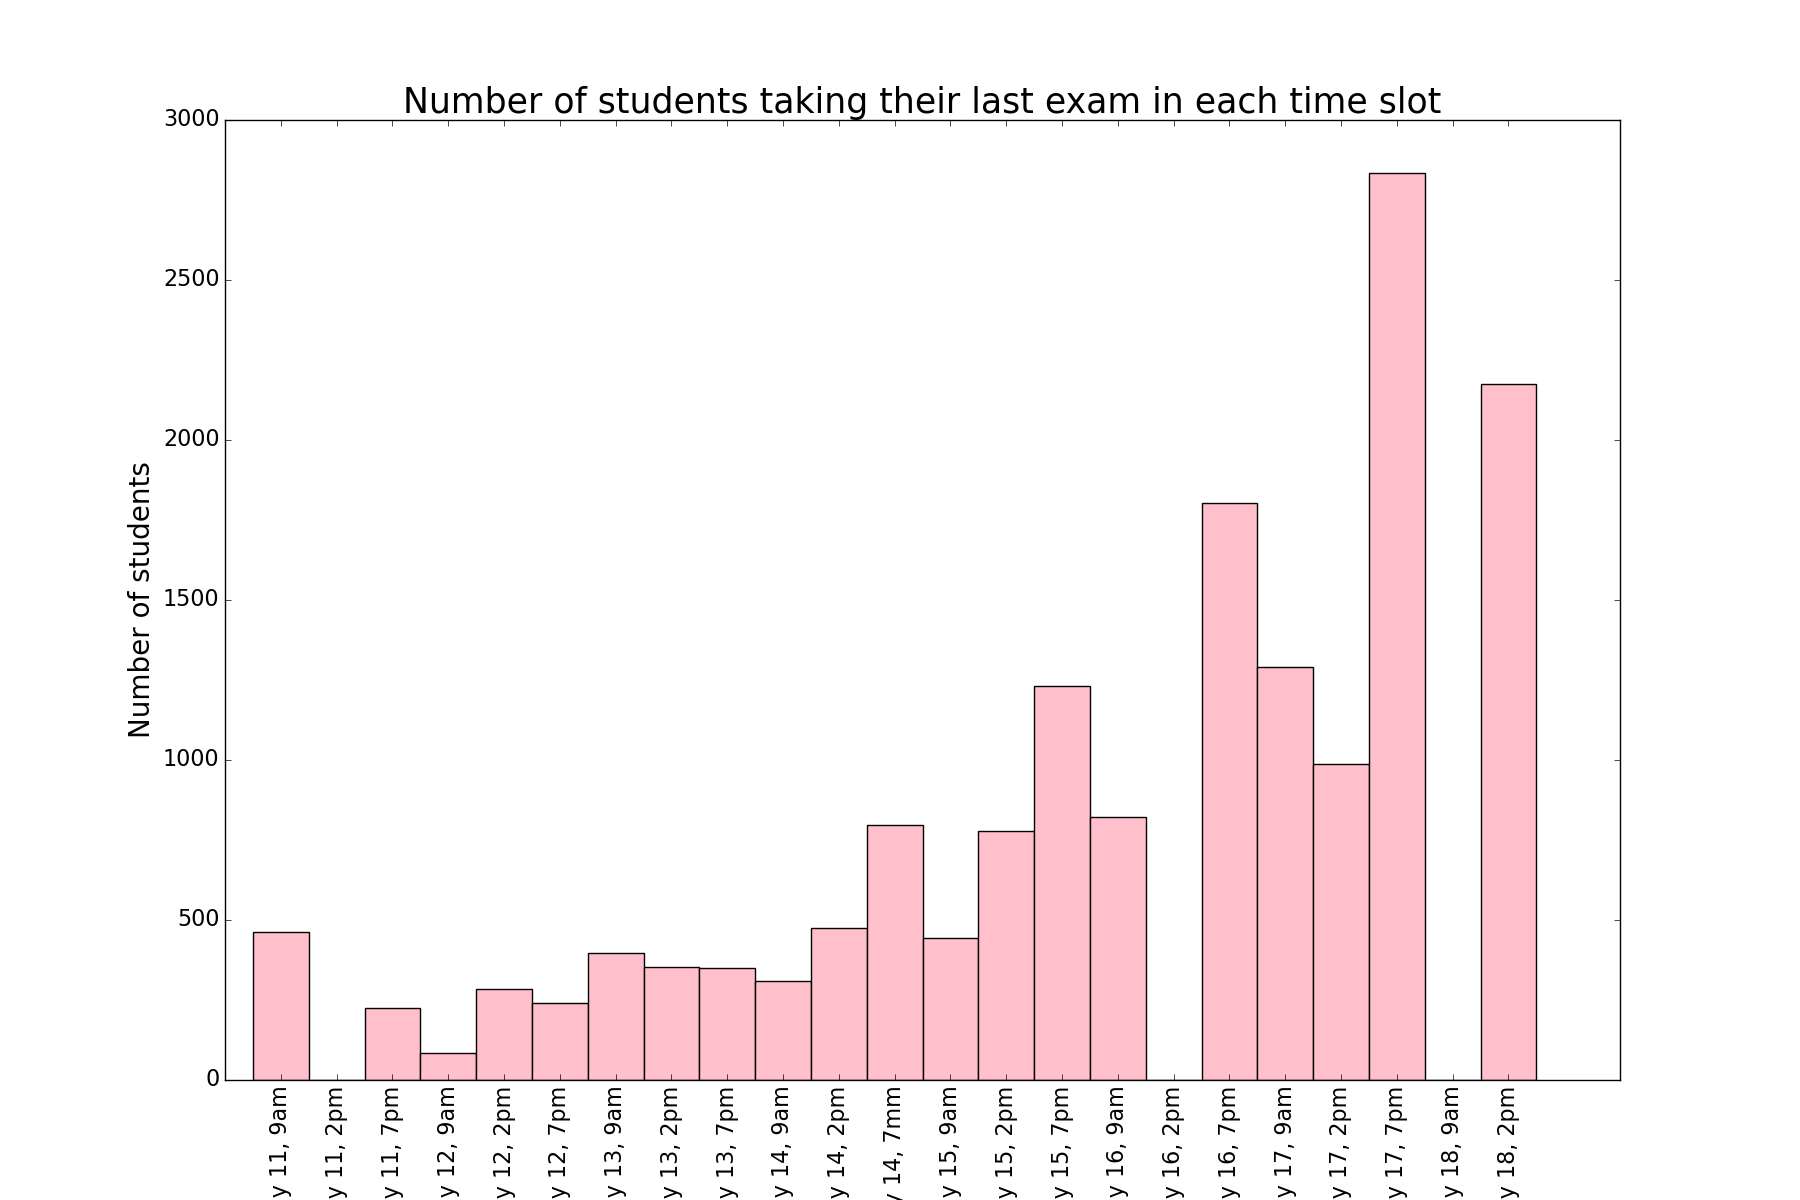 Number of students taking their last exam in each time slot
3000
2500
2000
1500
1000
500
0
Number of students
y 11, 9am
y 11, 2pm
y 11, 7pm
y 12, 9am
y 12, 2pm
y 12, 7pm
y 13, 9am
y 13, 2pm
y 13, 7pm
y 14, 9am
y 14, 2pm
y 14, 7mm
y 15, 9am
y 15, 2pm
y 15, 7pm
y 16, 9am
y 16, 2pm
y 16, 7pm
y 17, 9am
y 17, 2pm
y 17, 7pm
y 18, 9am
y 18, 2pm